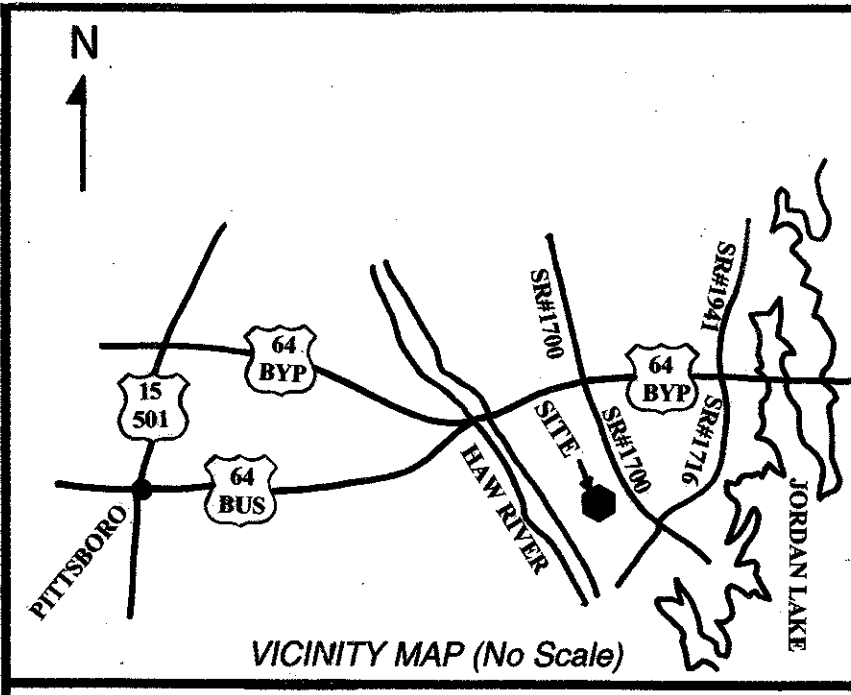 N
SR#1941
SR#1700
64
BYP
64
BYP
15
501
SITE
SR#1700
SR#1716
64
BUS
HAW RIVER
JORDAN LAKE
PITTSBORO
VICINITY MAP (No Scale)